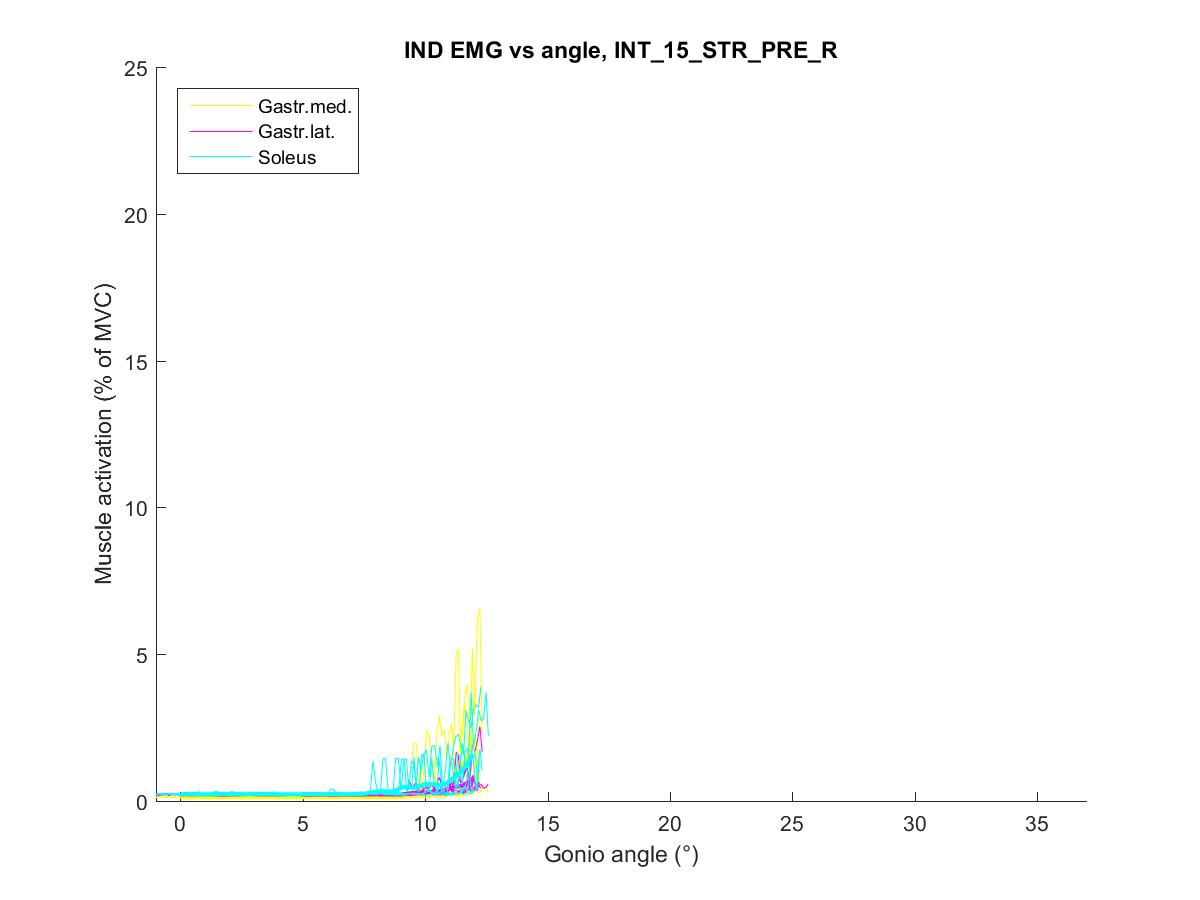 IND EMG vs angle, INT_15_STR_PRE_R
25
20
15
10
5
0
Muscle activation (% of MVC)
Gastr.med.
Gastr.lat.
Soleus
0 5 10 15 20 25 30 35
Gonio angle (°)